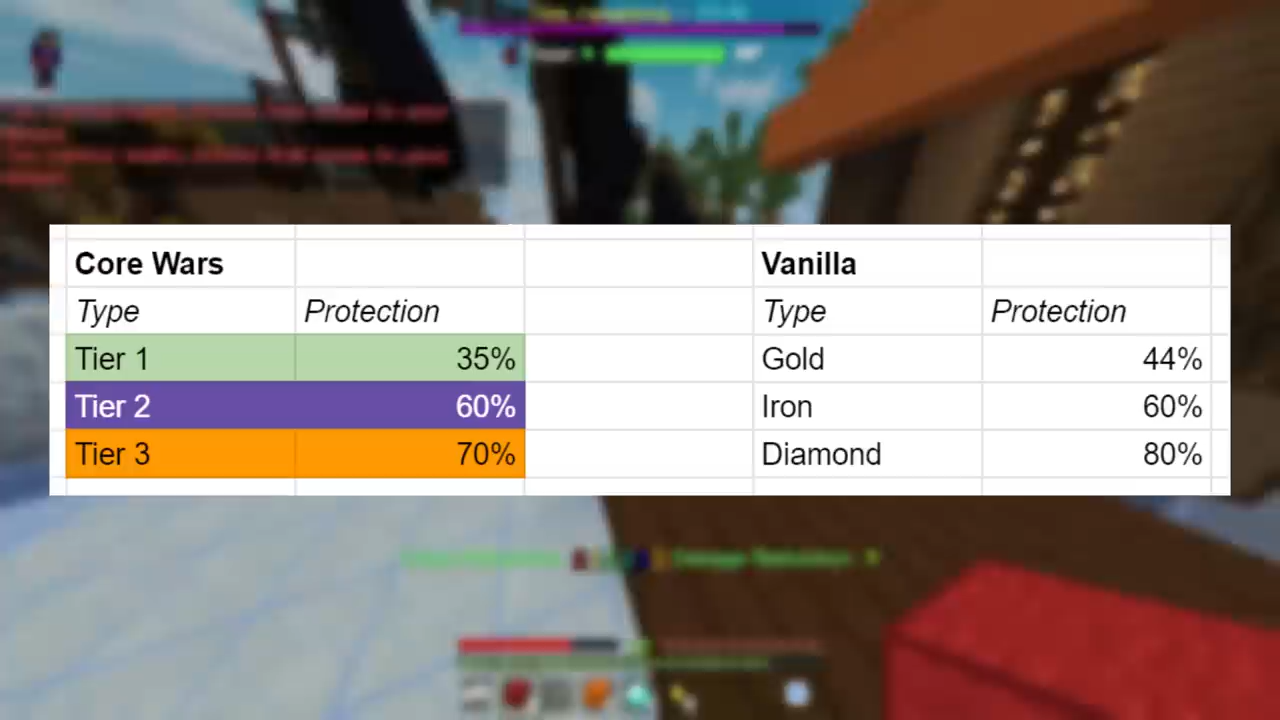 Core Wars Vanilla
Type Protection Type Protection
Tier 1 35% Gold 44%
Tier 2 60% Iron 60%
Tier 3 70% Diamond 80%